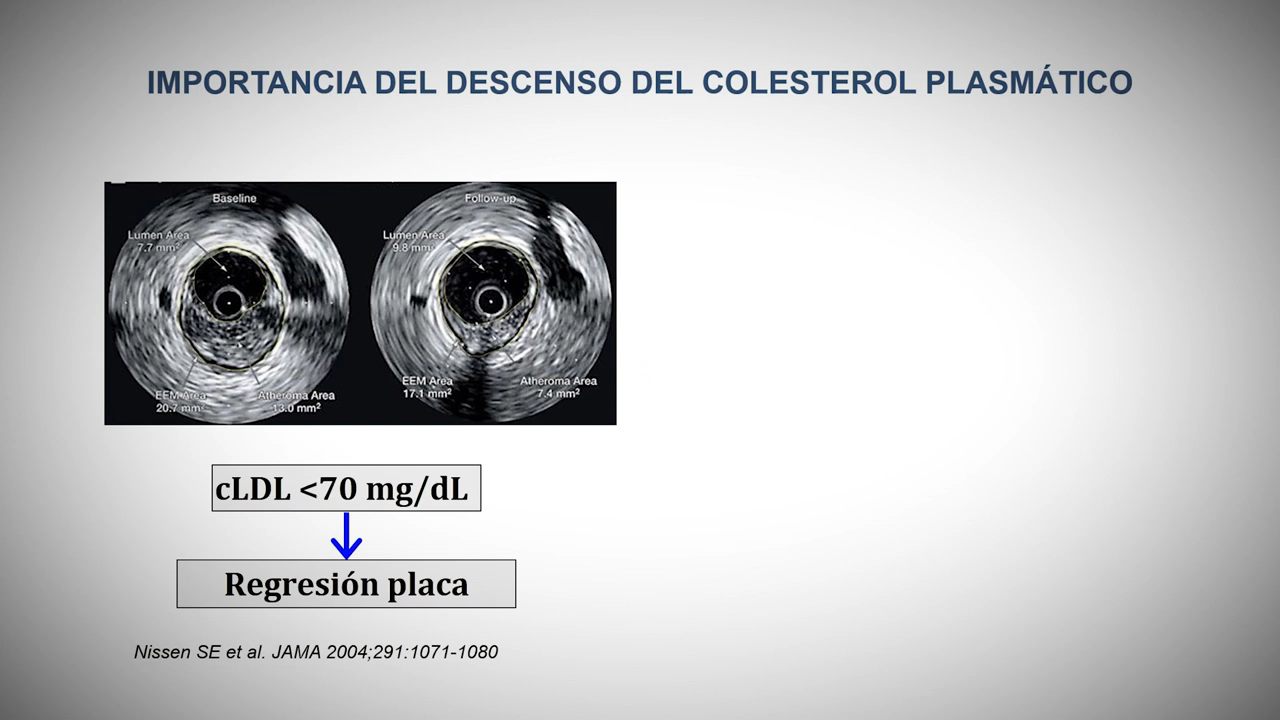 IMPORTANCIA DEL DESCENSO DEL COLESTEROL PLASMÁTICO
Baseline
Lumen Area
7.7 mm²
EEM Area
20.7 mm²
Atheroma Area
13.0 mm²
Follow-up
Lumen Area
9.8 mm²
EEM Area
17.1 mm²
Atheroma Area
7.4 mm²
cLDL <70 mg/dL
Regresión placa
Nissen SE et al. JAMA 2004;291:1071-1080